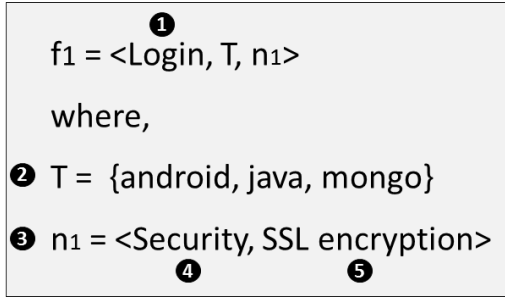 ❶
f1 = <Login, T, n1>
where,
❷ T = {android, java, mongo}
❸ n1 = <Security, SSL encryption>
❹ ❺